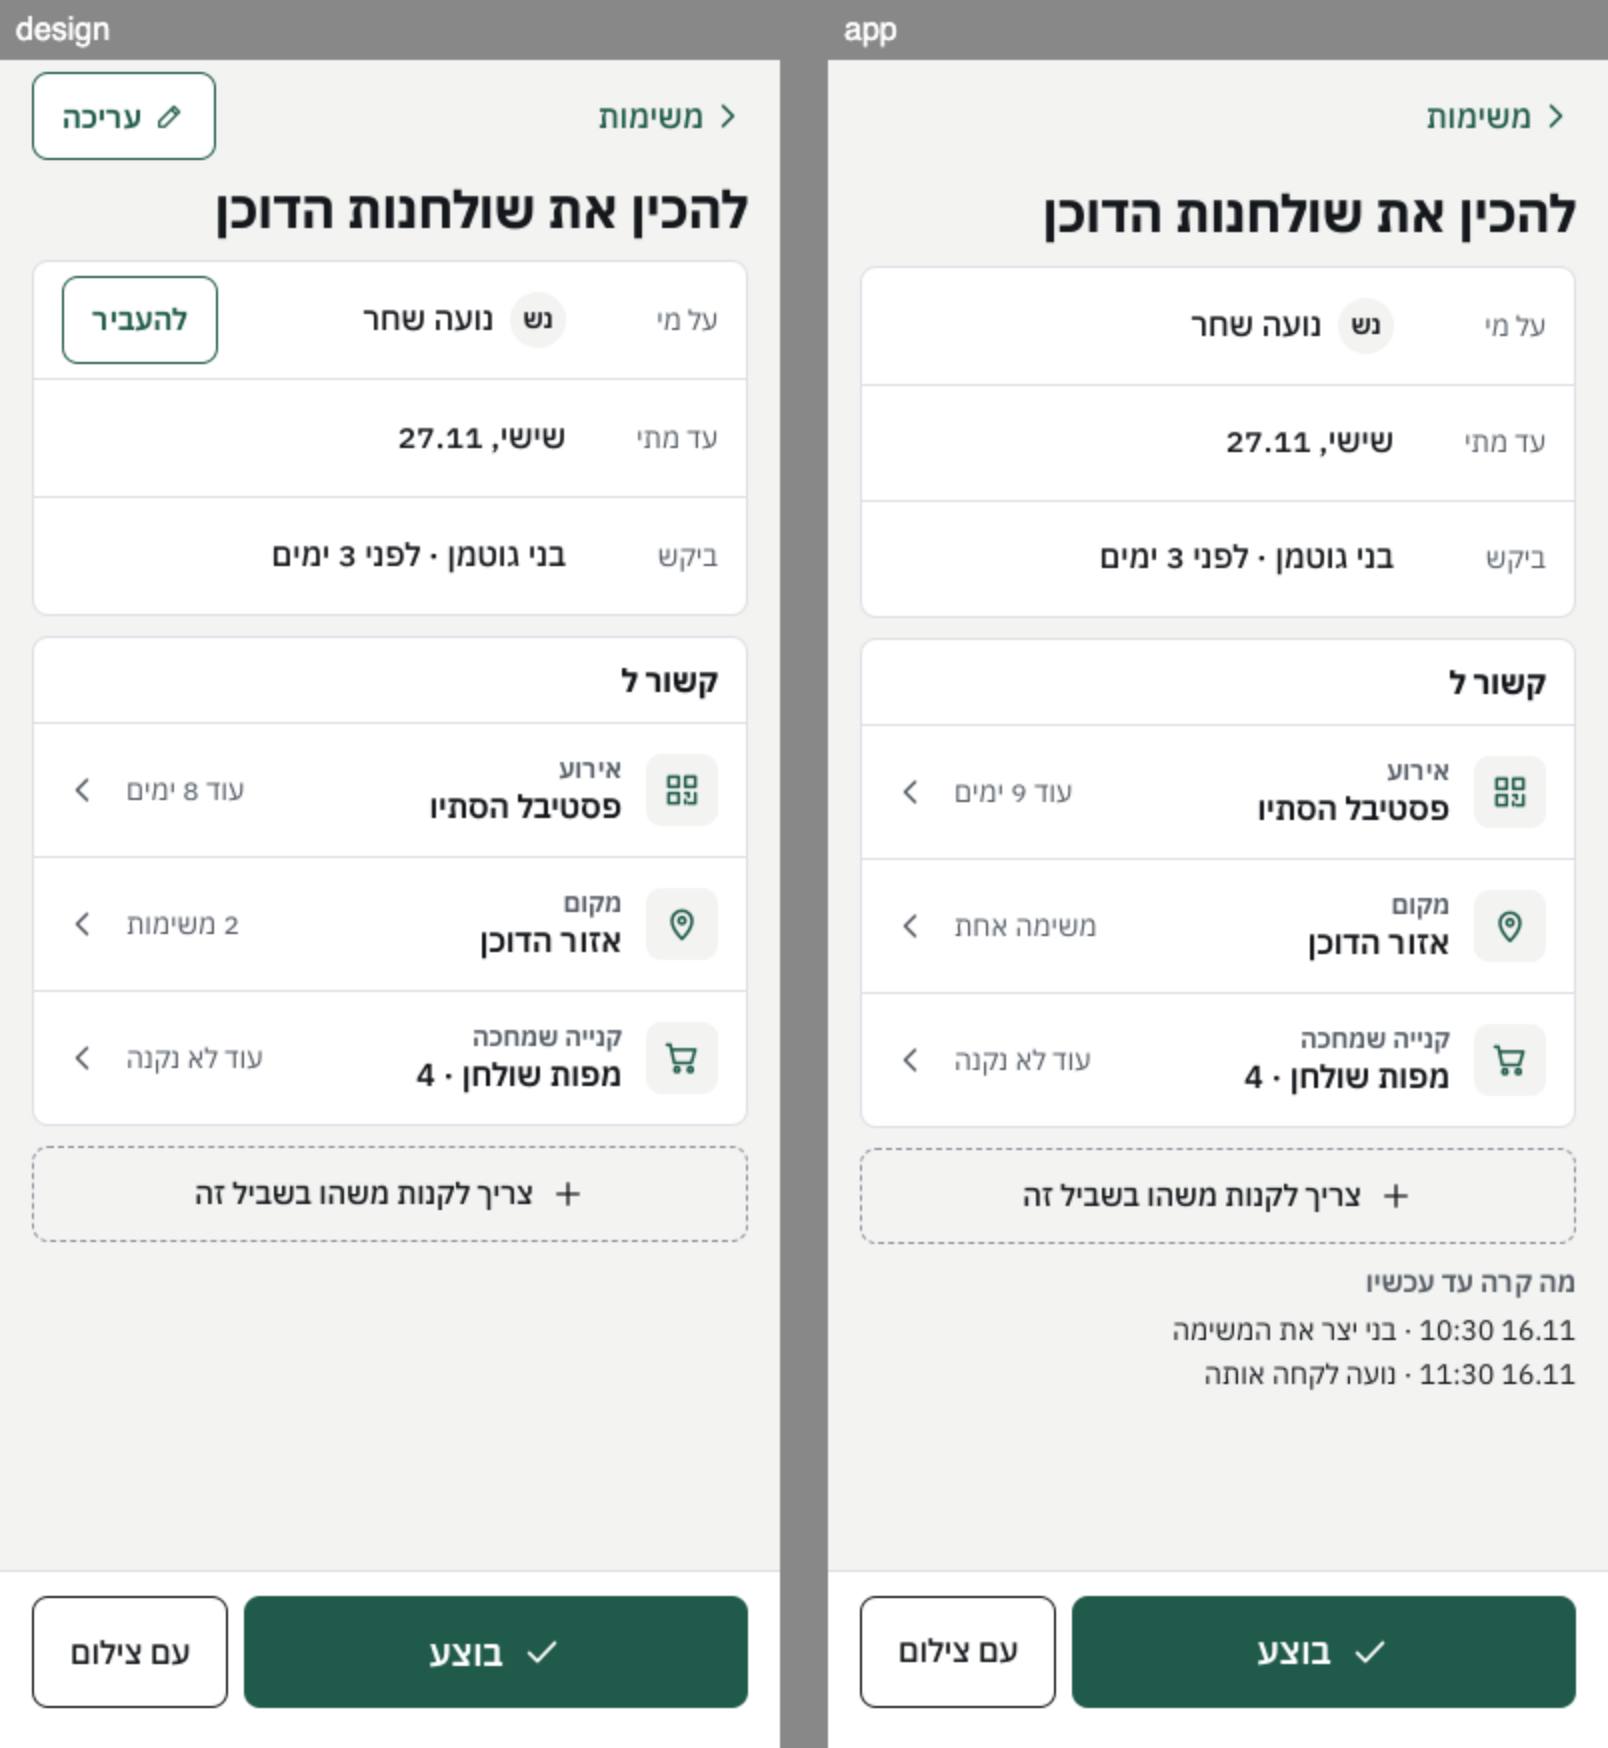 design
משימות
עריכה
להכין את שולחנות הדוכן
על מי
נש
נועה שחר
להעביר
עד מתי
שישי, 27.11
ביקש
בני גוטמן · לפני 3 ימים
קשור ל
אירוע
פסטיבל הסתיו
עוד 8 ימים
מקום
אזור הדוכן
2 משימות
קנייה שמחכה
מפות שולחן · 4
עוד לא נקנה
צריך לקנות משהו בשביל זה
בוצע
עם צילום
app
משימות
להכין את שולחנות הדוכן
על מי
נש
נועה שחר
עד מתי
שישי, 27.11
ביקש
בני גוטמן · לפני 3 ימים
קשור ל
אירוע
פסטיבל הסתיו
עוד 9 ימים
מקום
אזור הדוכן
משימה אחת
קנייה שמחכה
מפות שולחן · 4
עוד לא נקנה
צריך לקנות משהו בשביל זה
מה קרה עד עכשיו
16.11 10:30 · בני יצר את המשימה
16.11 11:30 · נועה לקחה אותה
בוצע
עם צילום